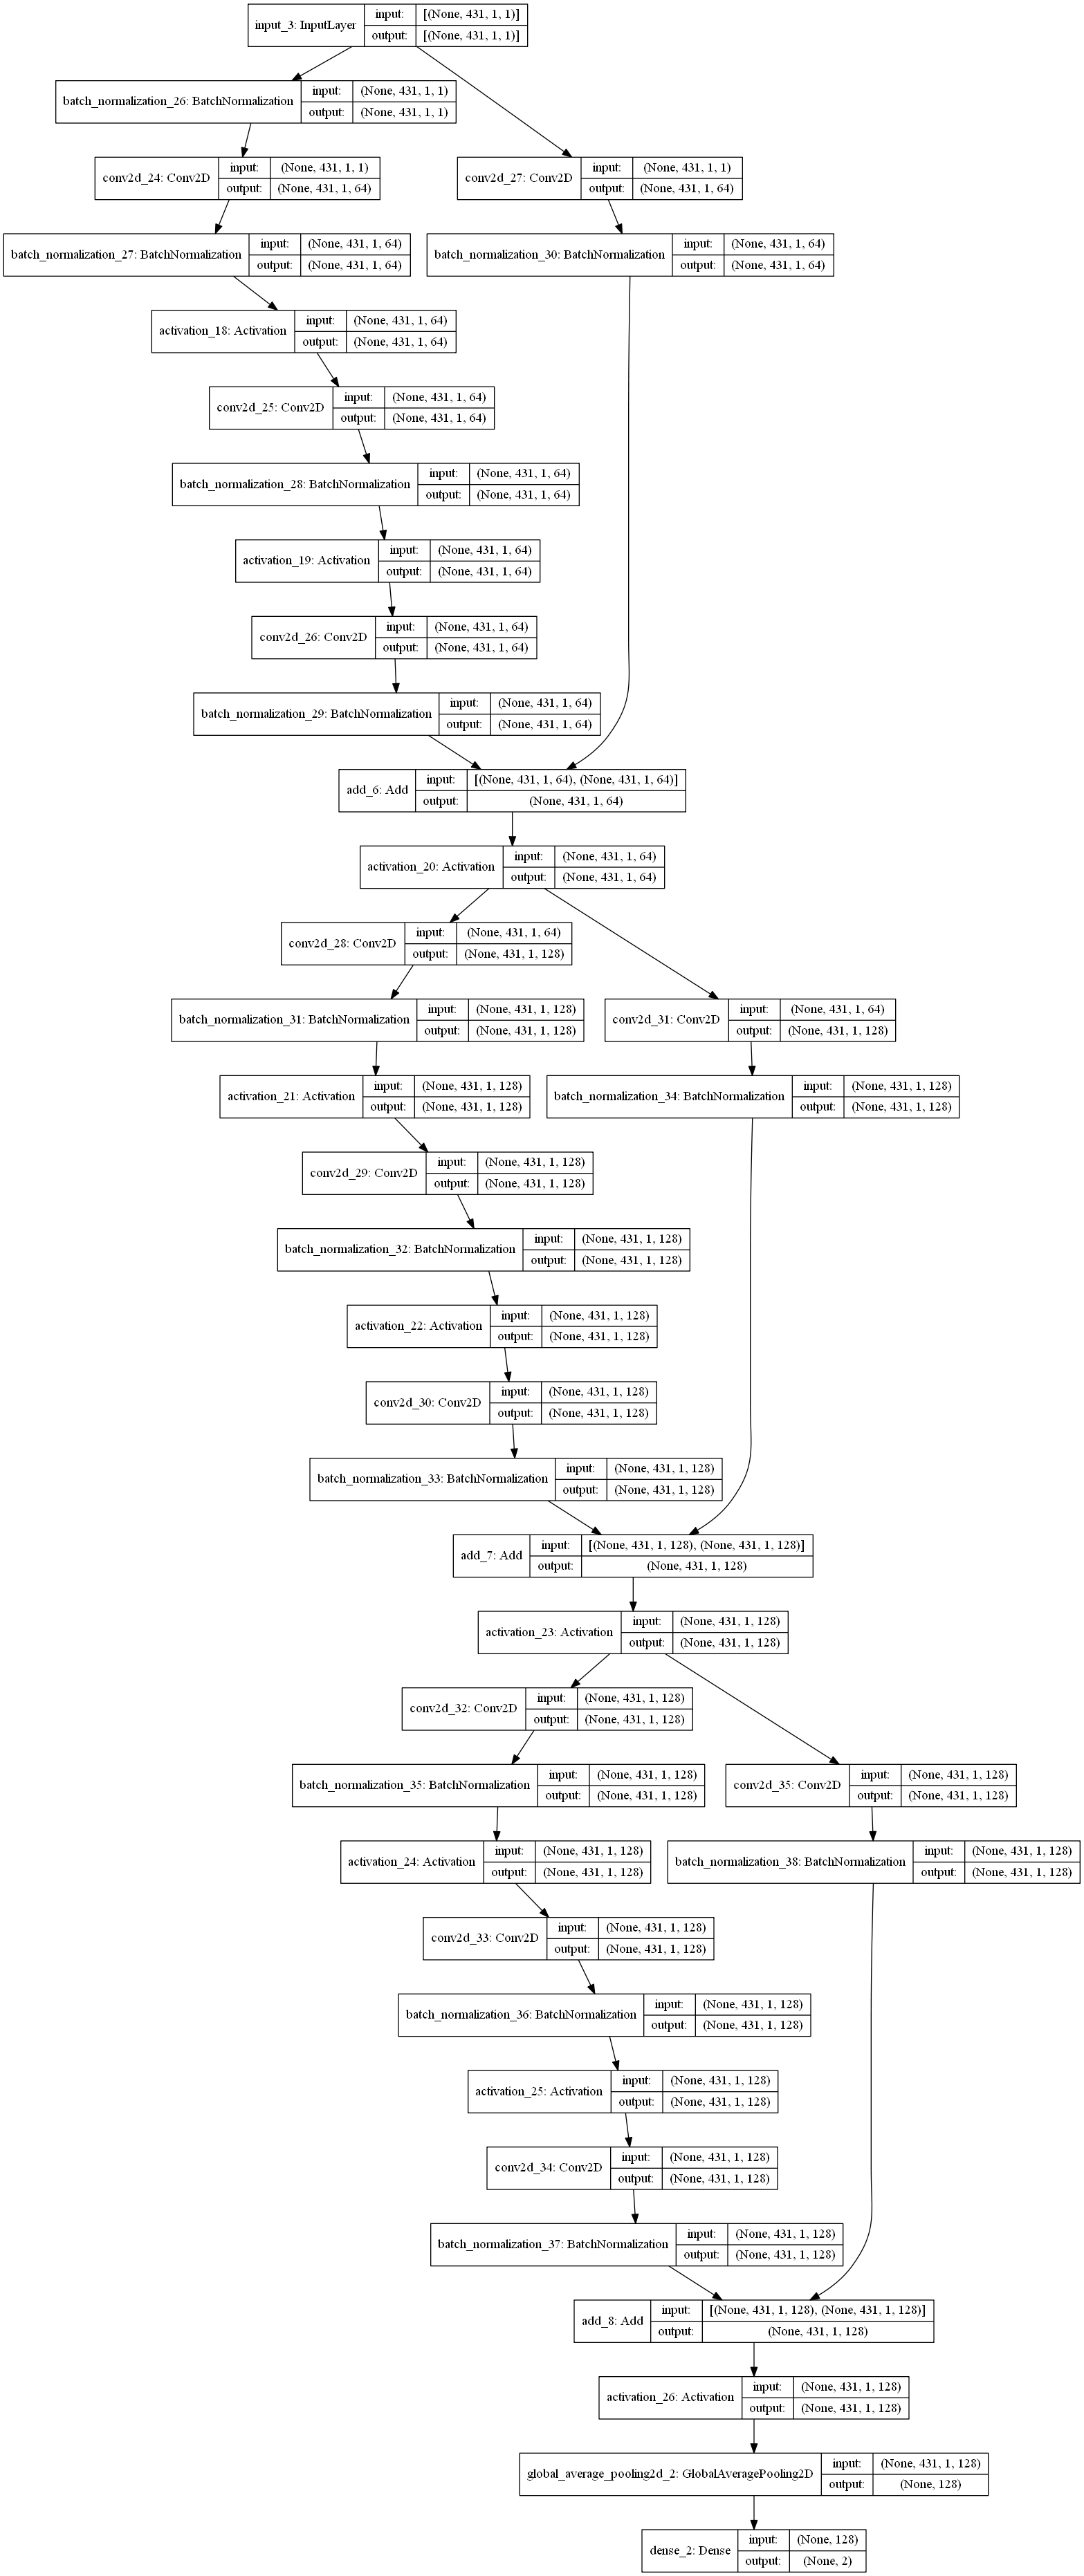 input_3: InputLayer
input: [(None, 431, 1, 1)]
output: [(None, 431, 1, 1)]
batch_normalization_26: BatchNormalization
input: (None, 431, 1, 1)
output: (None, 431, 1, 1)
conv2d_24: Conv2D
input: (None, 431, 1, 1)
output: (None, 431, 1, 64)
conv2d_27: Conv2D
input: (None, 431, 1, 1)
output: (None, 431, 1, 64)
batch_normalization_27: BatchNormalization
input: (None, 431, 1, 64)
output: (None, 431, 1, 64)
batch_normalization_30: BatchNormalization
input: (None, 431, 1, 64)
output: (None, 431, 1, 64)
activation_18: Activation
input: (None, 431, 1, 64)
output: (None, 431, 1, 64)
conv2d_25: Conv2D
input: (None, 431, 1, 64)
output: (None, 431, 1, 64)
batch_normalization_28: BatchNormalization
input: (None, 431, 1, 64)
output: (None, 431, 1, 64)
activation_19: Activation
input: (None, 431, 1, 64)
output: (None, 431, 1, 64)
conv2d_26: Conv2D
input: (None, 431, 1, 64)
output: (None, 431, 1, 64)
batch_normalization_29: BatchNormalization
input: (None, 431, 1, 64)
output: (None, 431, 1, 64)
add_6: Add
input: [(None, 431, 1, 64), (None, 431, 1, 64)]
output: (None, 431, 1, 64)
activation_20: Activation
input: (None, 431, 1, 64)
output: (None, 431, 1, 64)
conv2d_28: Conv2D
input: (None, 431, 1, 64)
output: (None, 431, 1, 128)
batch_normalization_31: BatchNormalization
input: (None, 431, 1, 128)
output: (None, 431, 1, 128)
conv2d_31: Conv2D
input: (None, 431, 1, 64)
output: (None, 431, 1, 128)
activation_21: Activation
input: (None, 431, 1, 128)
output: (None, 431, 1, 128)
batch_normalization_34: BatchNormalization
input: (None, 431, 1, 128)
output: (None, 431, 1, 128)
conv2d_29: Conv2D
input: (None, 431, 1, 128)
output: (None, 431, 1, 128)
batch_normalization_32: BatchNormalization
input: (None, 431, 1, 128)
output: (None, 431, 1, 128)
activation_22: Activation
input: (None, 431, 1, 128)
output: (None, 431, 1, 128)
conv2d_30: Conv2D
input: (None, 431, 1, 128)
output: (None, 431, 1, 128)
batch_normalization_33: BatchNormalization
input: (None, 431, 1, 128)
output: (None, 431, 1, 128)
add_7: Add
input: [(None, 431, 1, 128), (None, 431, 1, 128)]
output: (None, 431, 1, 128)
activation_23: Activation
input: (None, 431, 1, 128)
output: (None, 431, 1, 128)
conv2d_32: Conv2D
input: (None, 431, 1, 128)
output: (None, 431, 1, 128)
batch_normalization_35: BatchNormalization
input: (None, 431, 1, 128)
output: (None, 431, 1, 128)
conv2d_35: Conv2D
input: (None, 431, 1, 128)
output: (None, 431, 1, 128)
activation_24: Activation
input: (None, 431, 1, 128)
output: (None, 431, 1, 128)
batch_normalization_38: BatchNormalization
input: (None, 431, 1, 128)
output: (None, 431, 1, 128)
conv2d_33: Conv2D
input: (None, 431, 1, 128)
output: (None, 431, 1, 128)
batch_normalization_36: BatchNormalization
input: (None, 431, 1, 128)
output: (None, 431, 1, 128)
activation_25: Activation
input: (None, 431, 1, 128)
output: (None, 431, 1, 128)
conv2d_34: Conv2D
input: (None, 431, 1, 128)
output: (None, 431, 1, 128)
batch_normalization_37: BatchNormalization
input: (None, 431, 1, 128)
output: (None, 431, 1, 128)
add_8: Add
input: [(None, 431, 1, 128), (None, 431, 1, 128)]
output: (None, 431, 1, 128)
activation_26: Activation
input: (None, 431, 1, 128)
output: (None, 431, 1, 128)
global_average_pooling2d_2: GlobalAveragePooling2D
input: (None, 431, 1, 128)
output: (None, 128)
dense_2: Dense
input: (None, 128)
output: (None, 2)